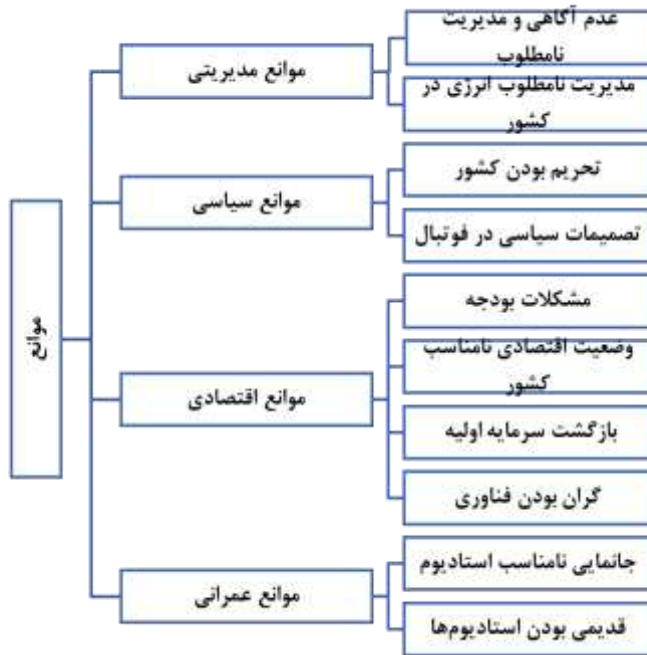 موانع
موانع مدیریتی
عدم آگاهی و مدیریت
نامطلوب
مدیریت نامطلوب انرژی در
کشور
موانع سیاسی
تحریم بودن کشور
تصمیمات سیاسی در فوتبال
موانع اقتصادی
مشکلات بودجه
وضعیت اقتصادی نامناسب
کشور
بازگشت سرمایه اولیه
گران بودن فناوری
موانع عمرانی
جانمایی نامناسب استادیوم
قدیمی بودن استادیوم‌ها